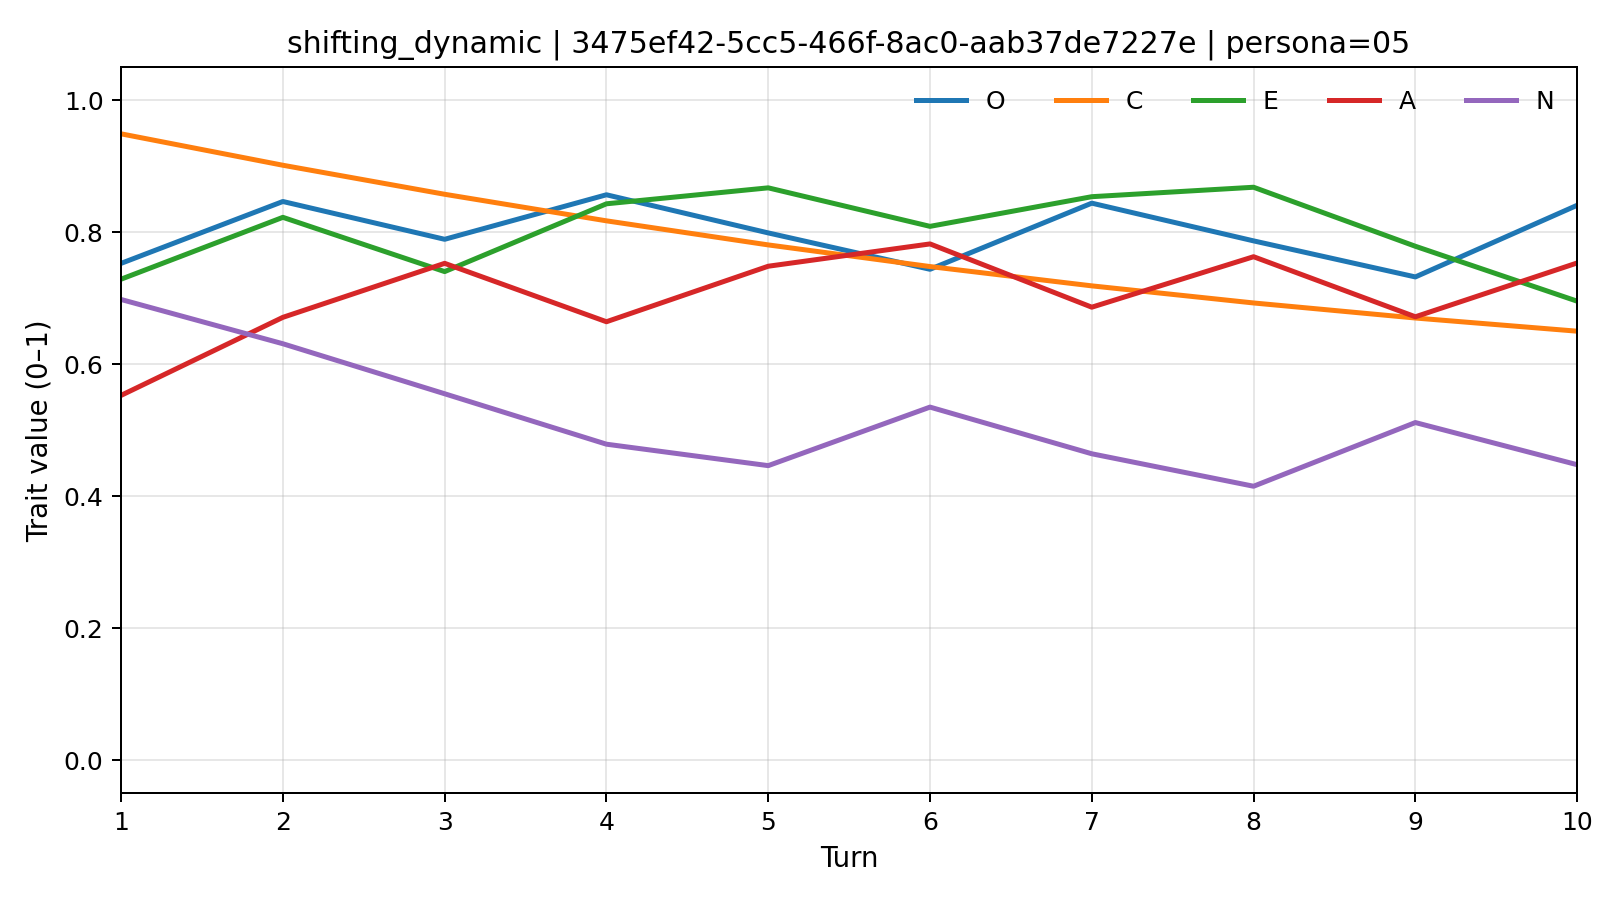 shifting_dynamic | 3475ef42-5cc5-466f-8ac0-aab37de7227e | persona=05
O C E A N
1.0
0.8
0.6
0.4
0.2
0.0
Trait value (0–1)
1 2 3 4 5 6 7 8 9 10
Turn